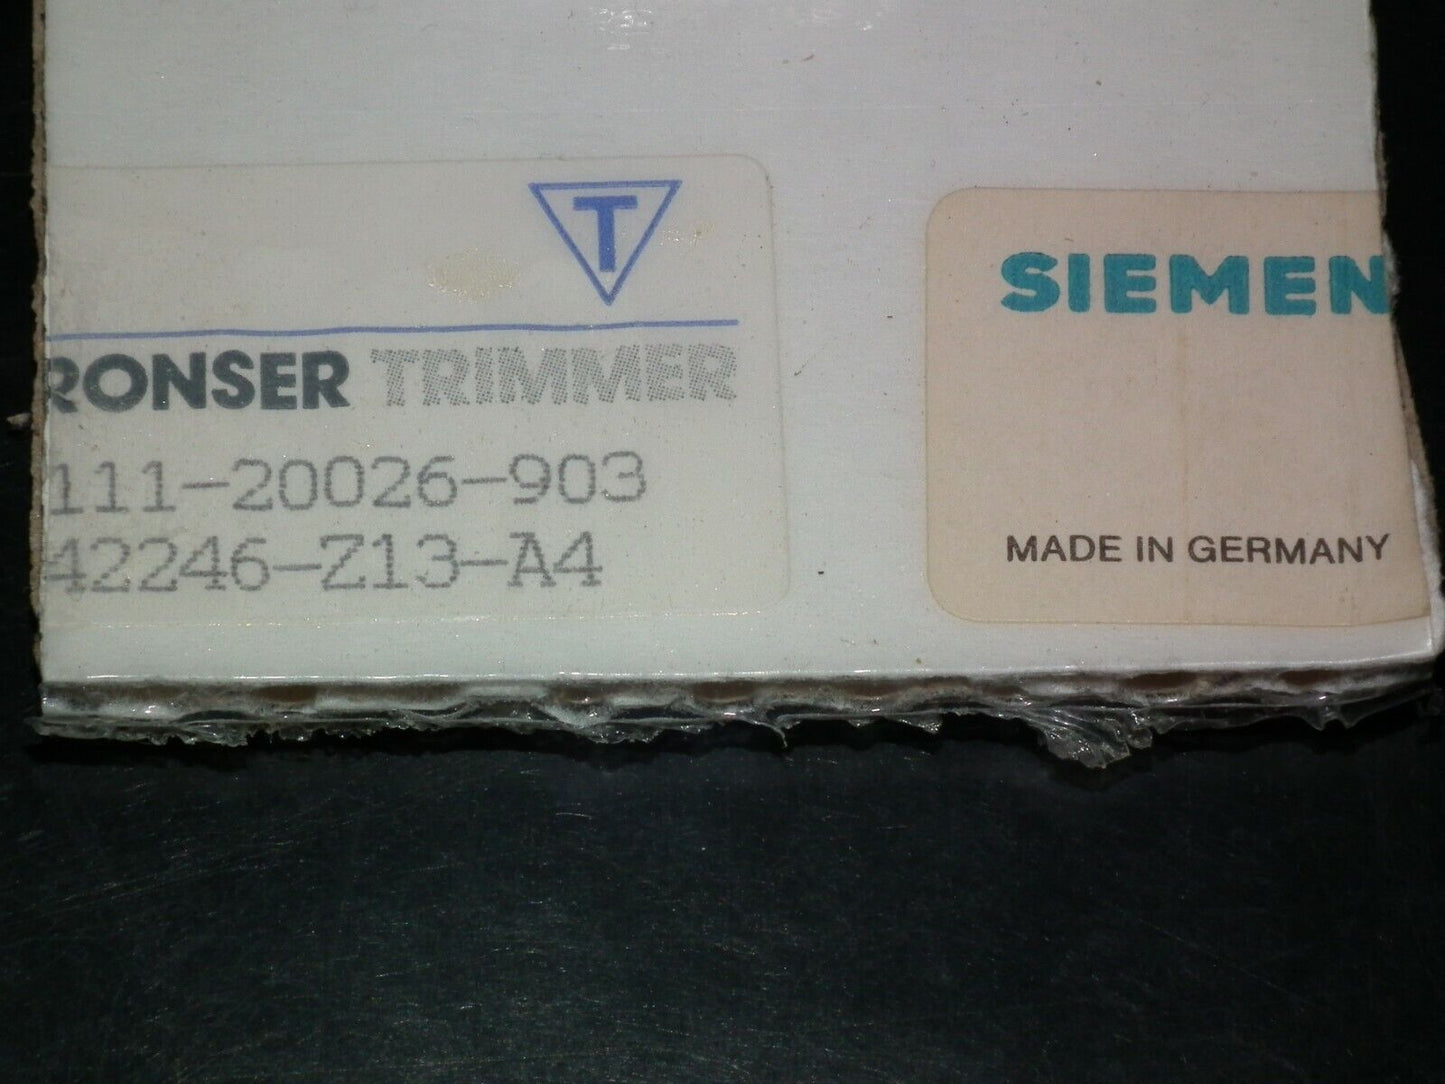 T
RONSER TRIMMER
111-20026-903
42246-Z13-A4
SIEMEN
MADE IN GERMANY